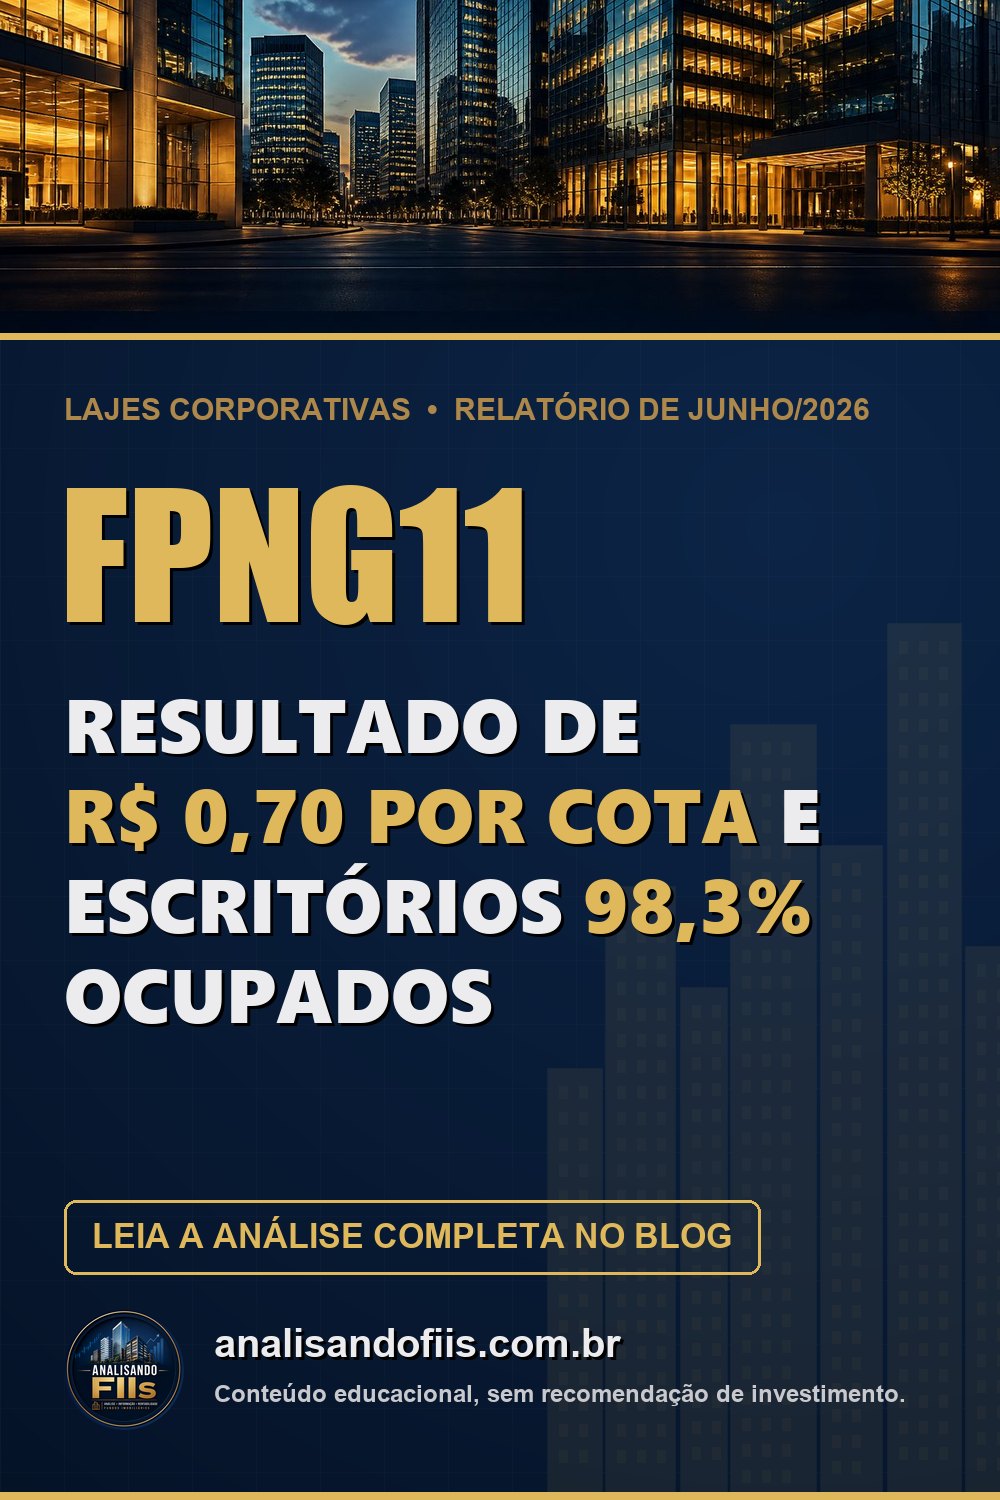 LAJES CORPORATIVAS • RELATÓRIO DE JUNHO/2026
FPNG11
RESULTADO DE
R$ 0,70 POR COTA E
ESCRITÓRIOS 98,3%
OCUPADOS
LEIA A ANÁLISE COMPLETA NO BLOG
ANALISANDO
FIIs
analisandofiis.com.br
Conteúdo educacional, sem recomendação de investimento.